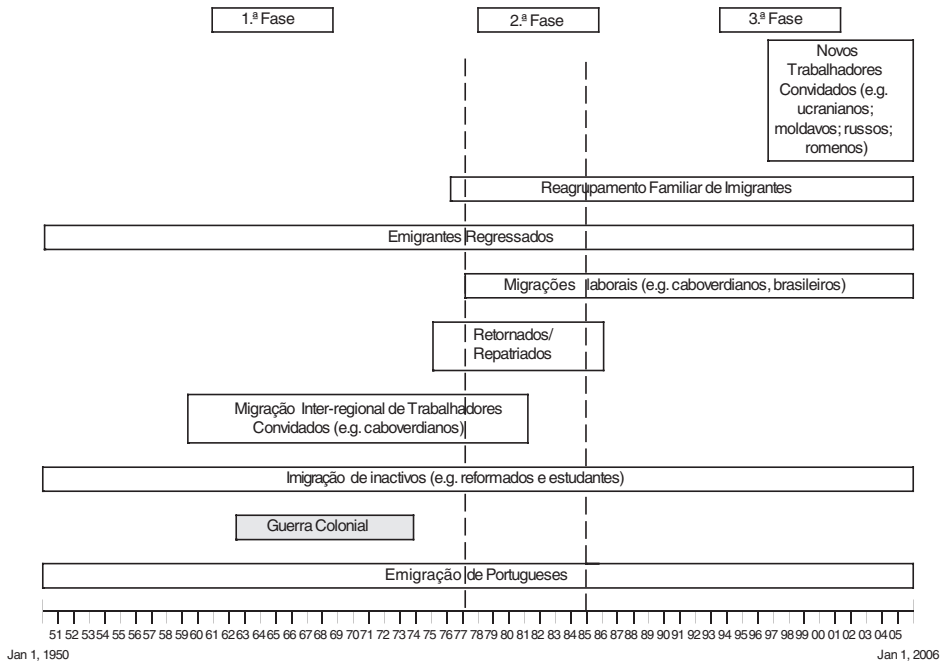 1.ª Fase
2.ª Fase
3.ª Fase
Novos
Trabalhadores
Convidados (e.g.
ucranianos;
moldavos; russos;
romenos)
Reagrupamento Familiar de Imigrantes
Emigrantes Regressados
Migrações laborais (e.g. caboverdianos, brasileiros)
Retornados/
Repatriados
Migração Inter-regional de Trabalhadores
Convidados (e.g. caboverdianos)
Imigração de inactivos (e.g. reformados e estudantes)
Guerra Colonial
Emigração de Portugueses
51 52 53 54 55 56 57 58 59 60 61 62 63 64 65 66 67 68 69 70 71 72 73 74 75 76 77 78 79 80 81 82 83 84 85 86 87 88 89 90 91 92 93 94 95 96 97 98 99 00 01 02 03 04 05
Jan 1, 1950
Jan 1, 2006